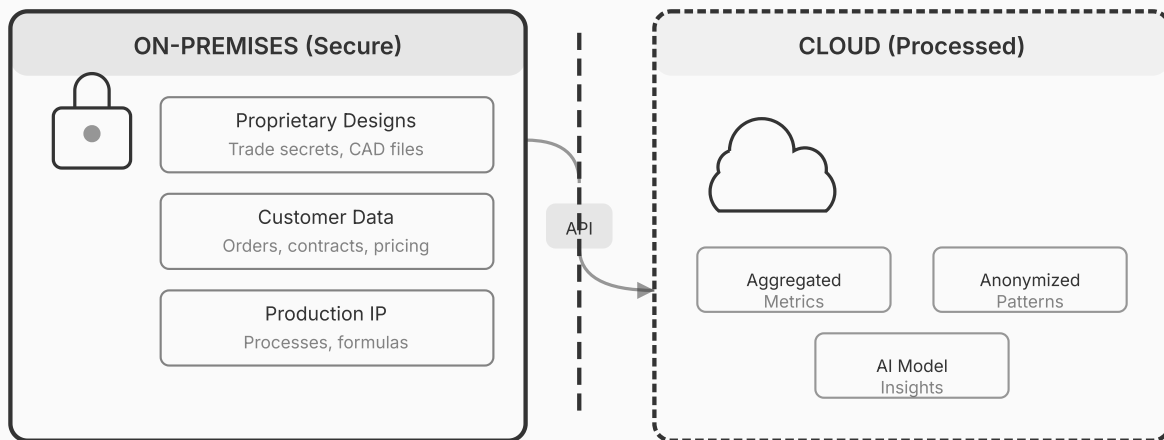 ON-PREMISES (Secure)
Proprietary Designs
Trade secrets, CAD files
Customer Data
Orders, contracts, pricing
Production IP
Processes, formulas
API
CLOUD (Processed)
Aggregated
Metrics
Anonymized
Patterns
AI Model
Insights